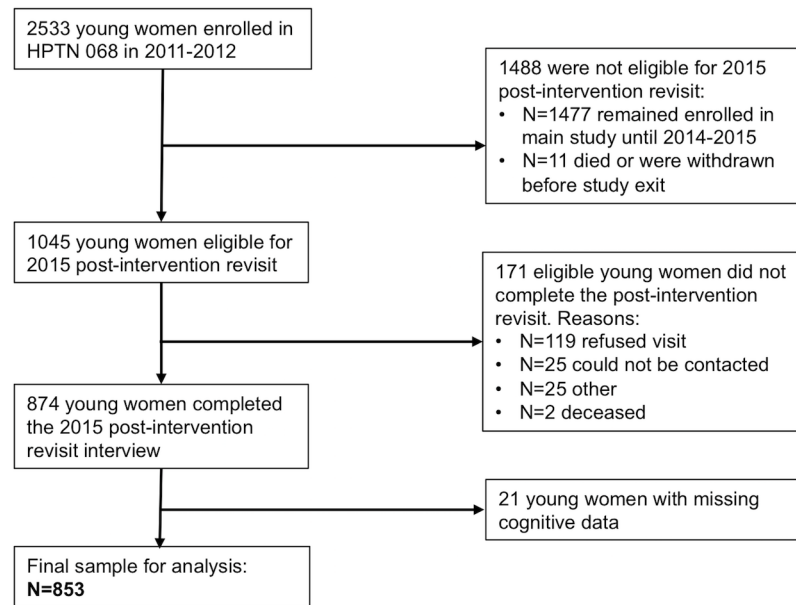 2533 young women enrolled in
HPTN 068 in 2011-2012
1488 were not eligible for 2015
post-intervention revisit:
• N=1477 remained enrolled in
main study until 2014-2015
• N=11 died or were withdrawn
before study exit
1045 young women eligible for
2015 post-intervention revisit
171 eligible young women did not
complete the post-intervention
revisit. Reasons:
• N=119 refused visit
• N=25 could not be contacted
• N=25 other
• N=2 deceased
874 young women completed
the 2015 post-intervention
revisit interview
21 young women with missing
cognitive data
Final sample for analysis:
N=853